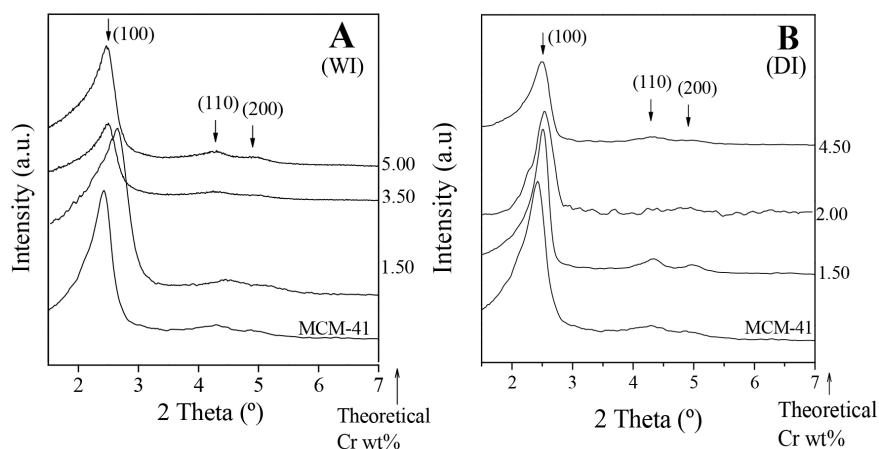 A
(WI)
(100)
(110)
(200)
5.00
3.50
1.50
MCM-41
Intensity (a.u.)
2 3 4 5 6 7
2 Theta (º)
Theoretical
Cr wt%
B
(DI)
(100)
(110)
(200)
4.50
2.00
1.50
MCM-41
Intensity (a.u)
2 3 4 5 6 7
2 Theta (º)
Theoretical
Cr wt%